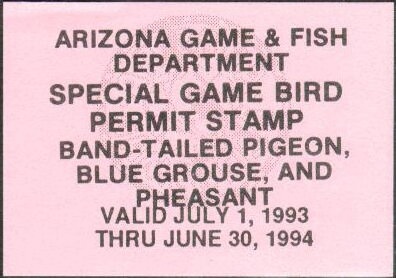 ARIZONA GAME & FISH
DEPARTMENT
SPECIAL GAME BIRD
PERMIT STAMP
BAND-TAILED PIGEON,
BLUE GROUSE, AND
PHEASANT
VALID JULY 1, 1993
THRU JUNE 30, 1994